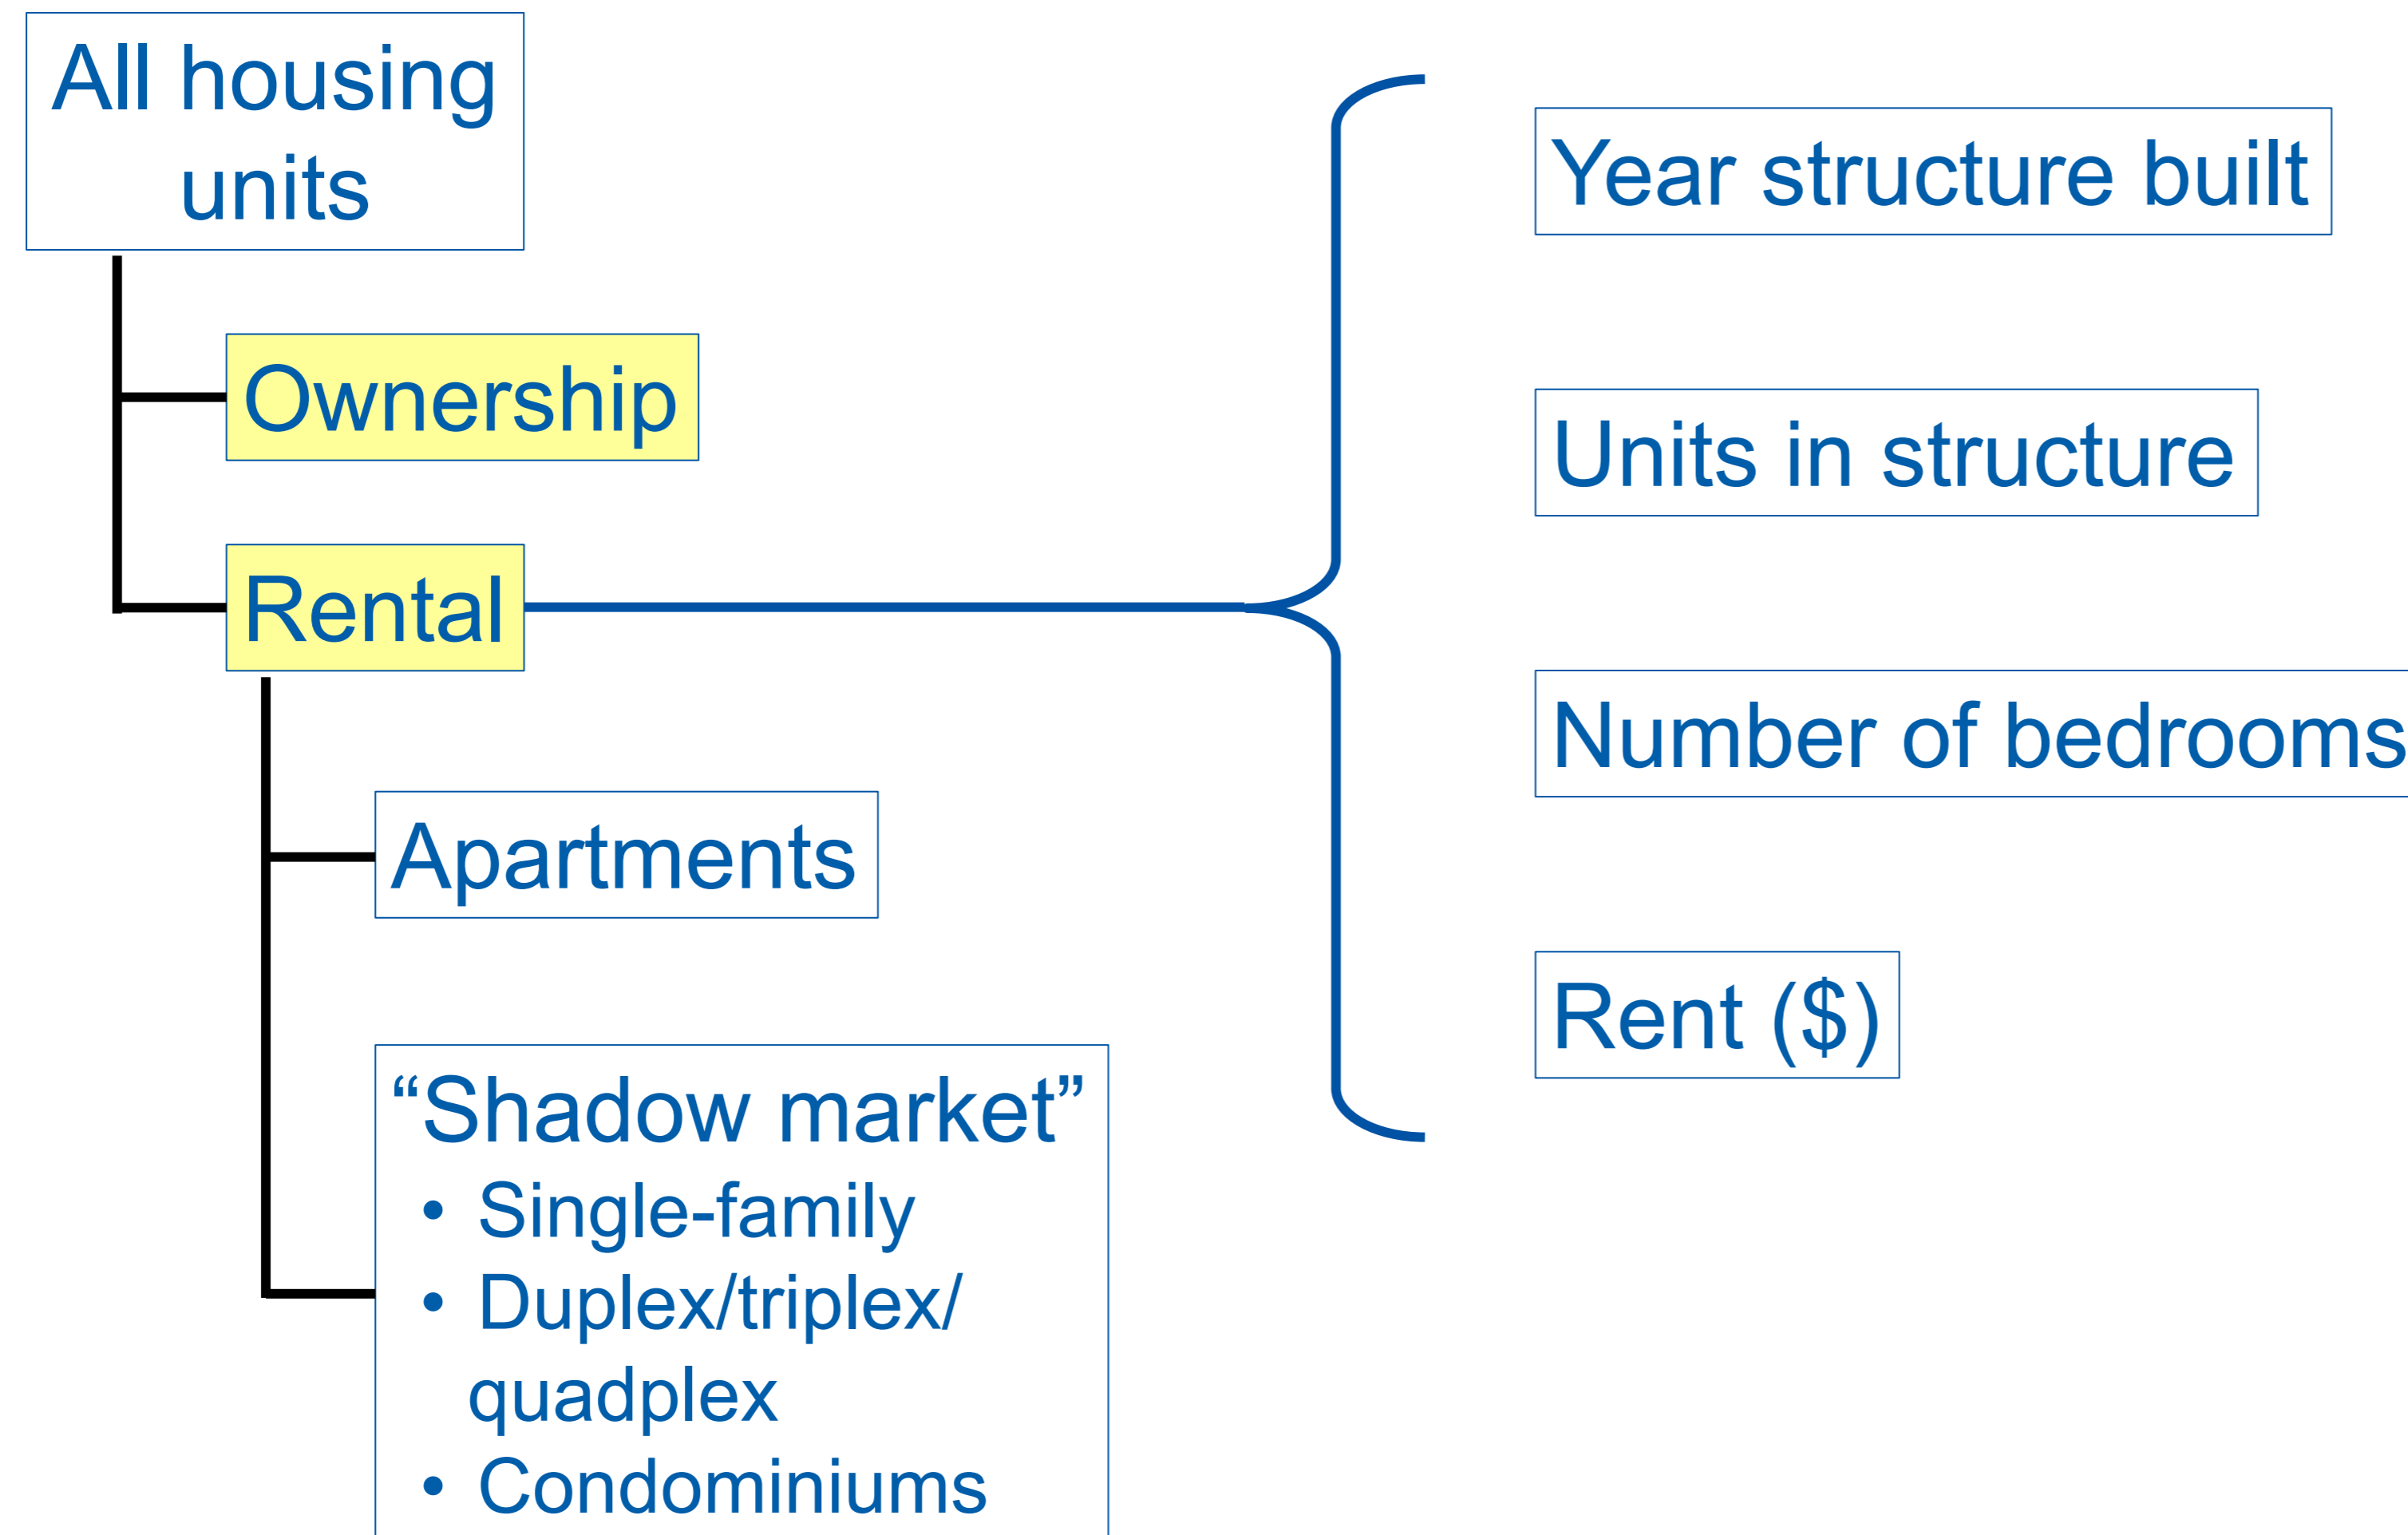 All housing
units
Ownership
Rental
Apartments
“Shadow market”
• Single-family
• Duplex/triplex/
quadplex
• Condominiums
Year structure built
Units in structure
Number of bedrooms
Rent ($)